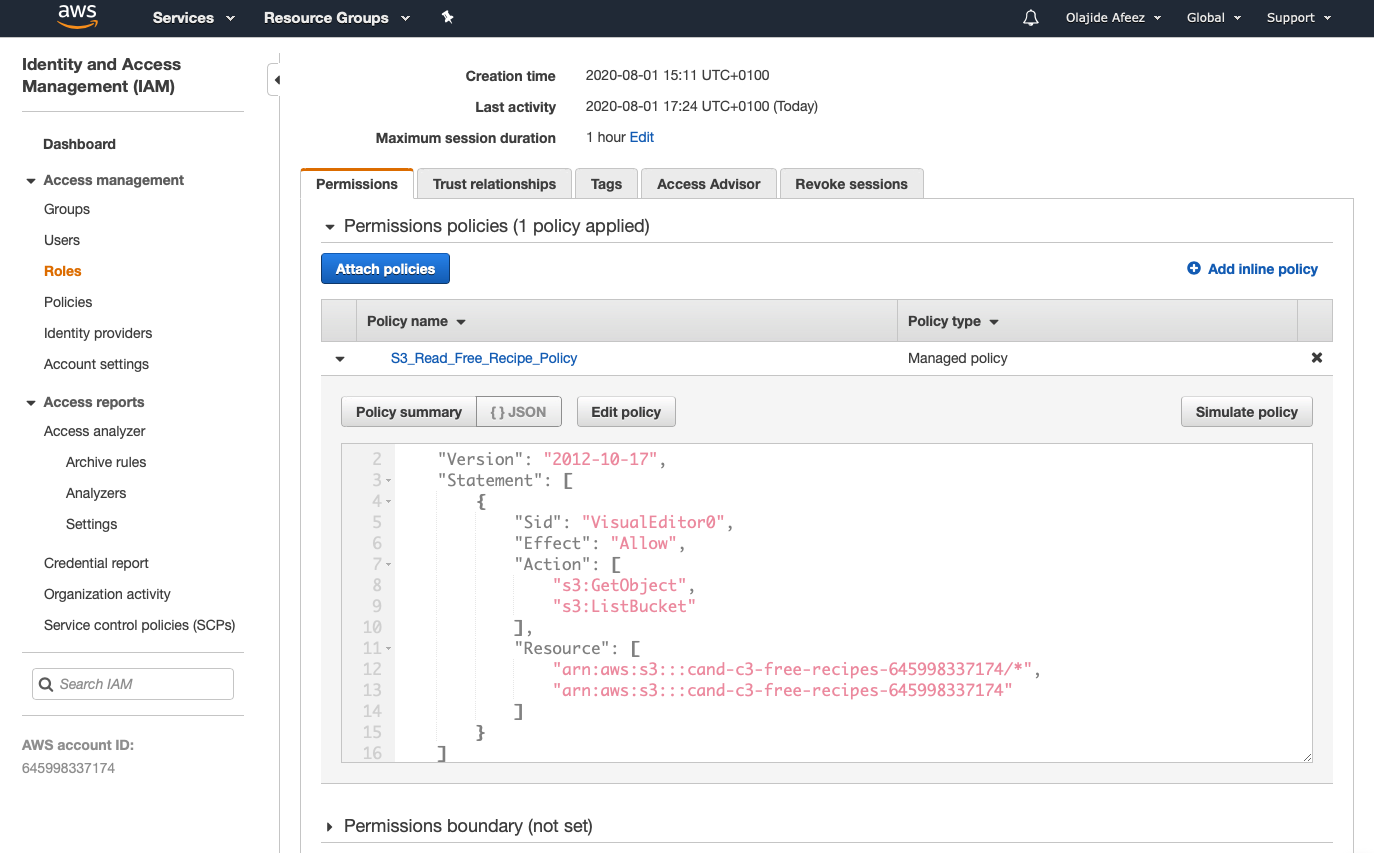 aws Services Resource Groups Olajide Afeez Global Support
Identity and Access
Management (IAM)
Dashboard
Access management
Groups
Users
Roles
Policies
Identity providers
Account settings
Access reports
Access analyzer
Archive rules
Analyzers
Settings
Credential report
Organization activity
Service control policies (SCPs)
Search IAM
AWS account ID:
645998337174
Creation time 2020-08-01 15:11 UTC+0100
Last activity 2020-08-01 17:24 UTC+0100 (Today)
Maximum session duration 1 hour Edit
Permissions Trust relationships Tags Access Advisor Revoke sessions
Permissions policies (1 policy applied)
Attach policies Add inline policy
Policy name Policy type
S3_Read_Free_Recipe_Policy Managed policy
Policy summary { } JSON Edit policy Simulate policy
2 "Version": "2012-10-17",
3 "Statement": [
4 {
5 "Sid": "VisualEditor0",
6 "Effect": "Allow",
7 "Action": [
8 "s3:GetObject",
9 "s3:ListBucket"
10 ],
11 "Resource": [
12 "arn:aws:s3:::cand-c3-free-recipes-645998337174/*",
13 "arn:aws:s3:::cand-c3-free-recipes-645998337174"
14 ]
15 }
16 ]
Permissions boundary (not set)